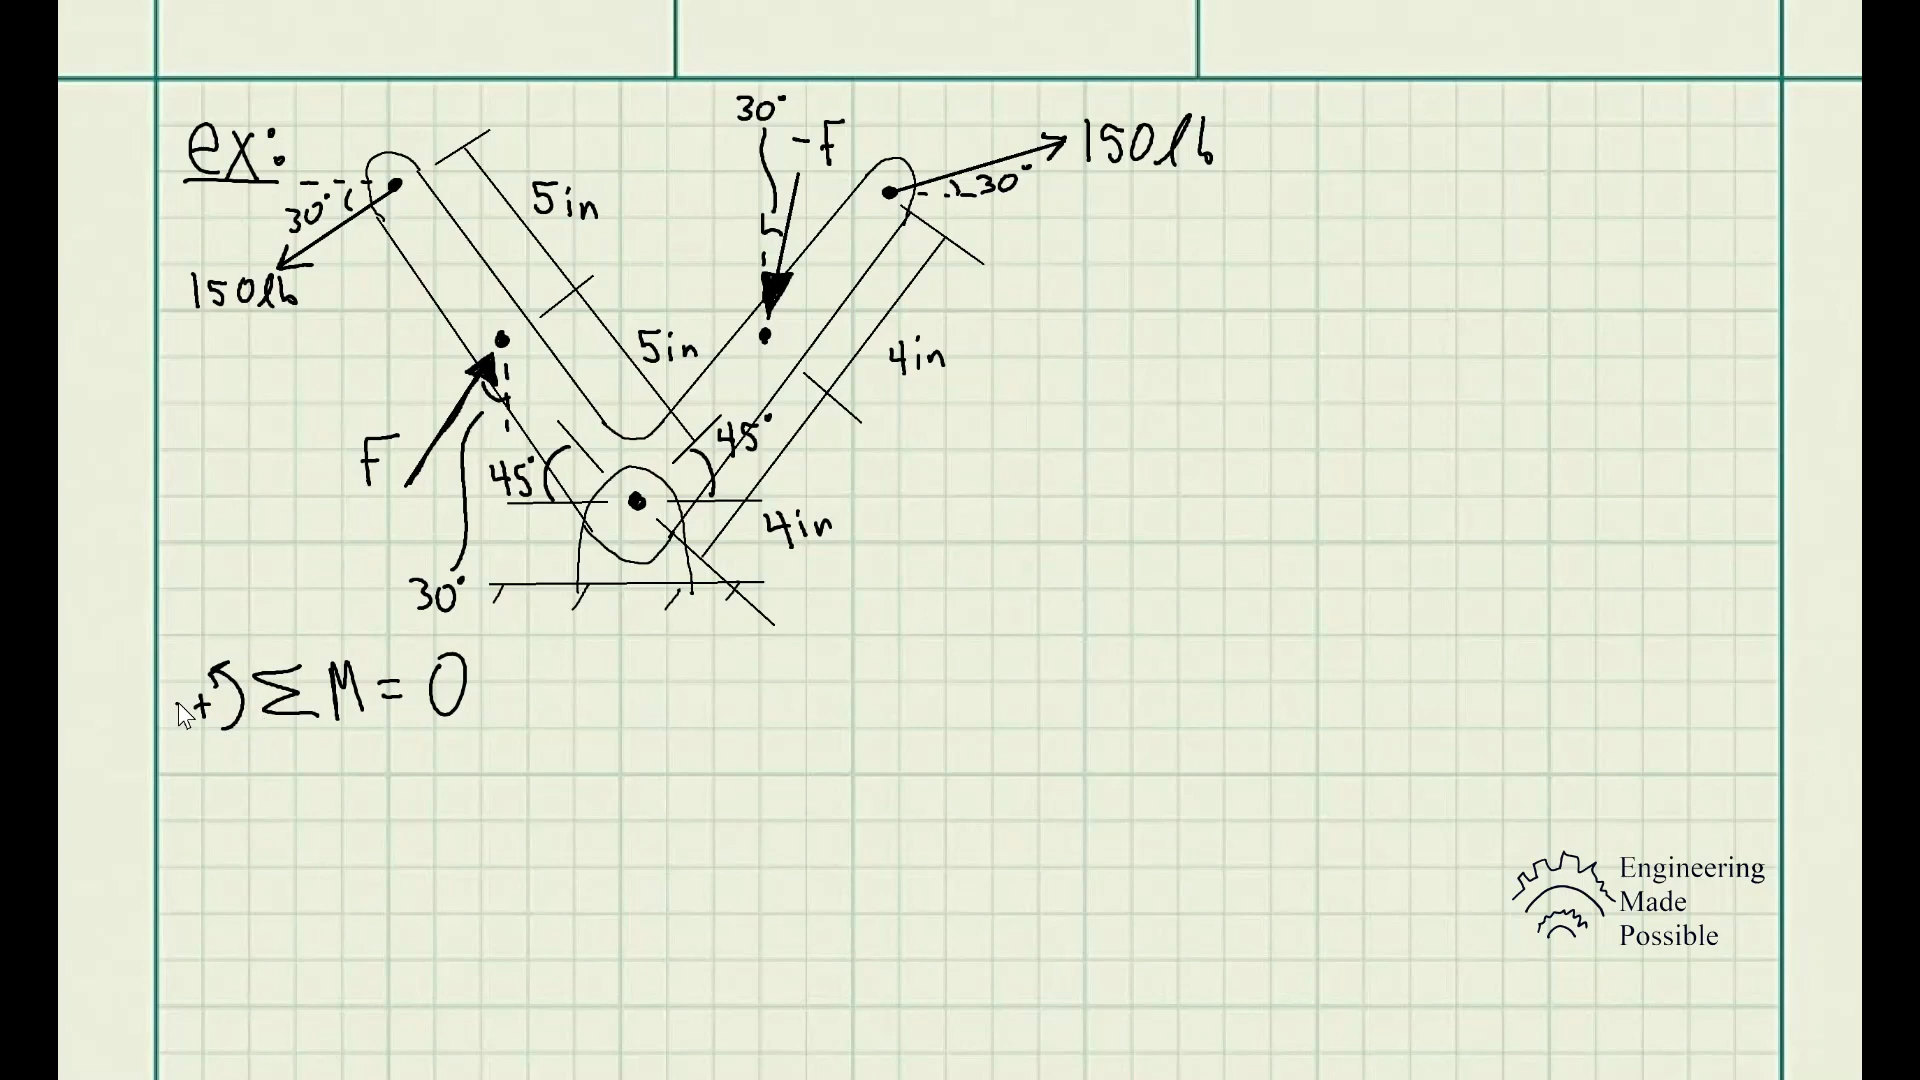 ex:
30°
-F
150lb
5in
30°
30°
150lb
5in
4in
F
45°
45°
4in
30°
+ ΣM = 0
Engineering
Made
Possible